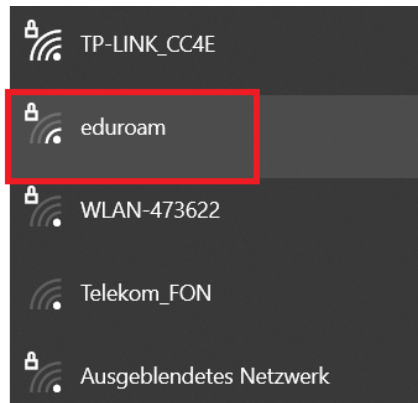 TP-LINK_CC4E
eduroam
WLAN-473622
Telekom_FON
Ausgeblendetes Netzwerk